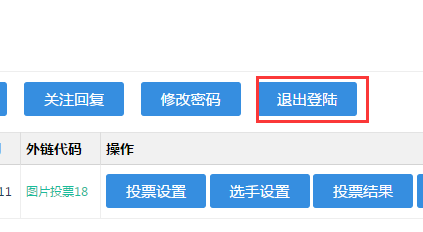 关注回复 修改密码 退出登陆
外链代码 操作
11 图片投票18 投票设置 选手设置 投票结果